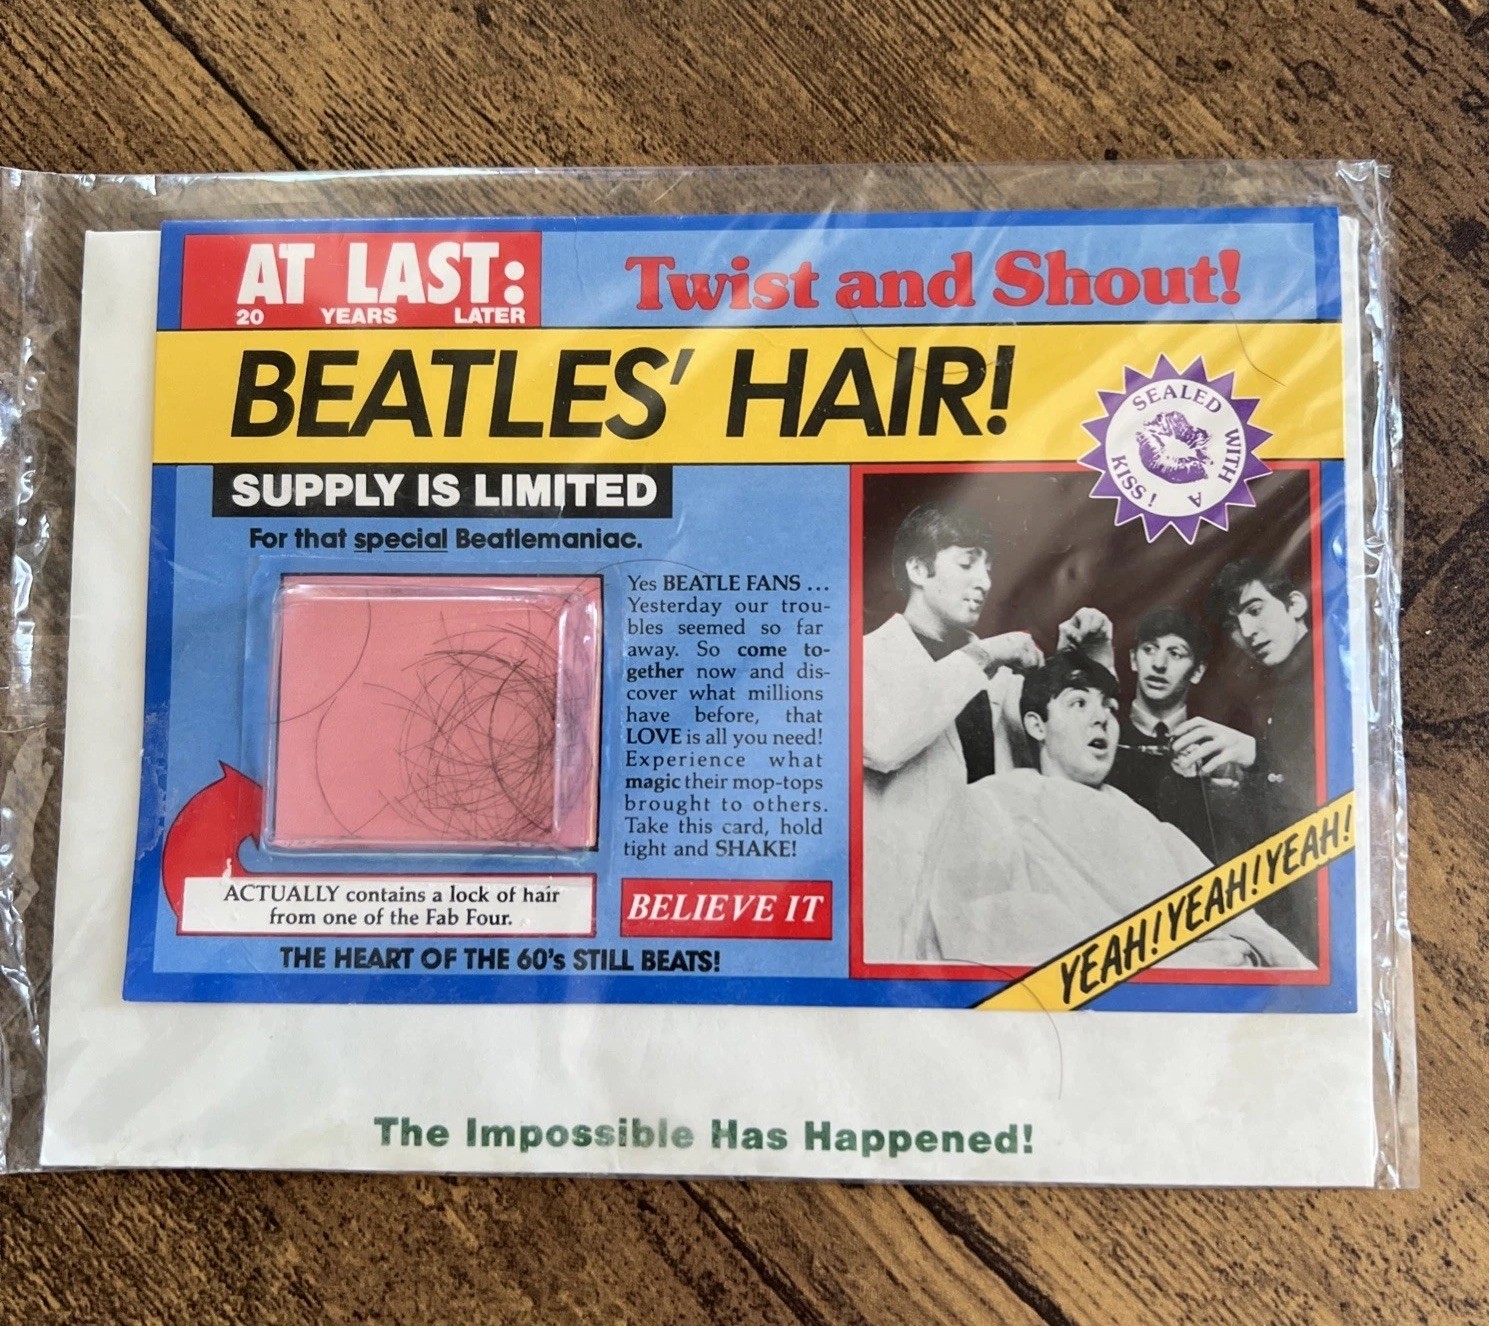 AT LAST:
20 YEARS LATER
Twist and Shout!
BEATLES' HAIR!
SEALED WITH A KISS!
SUPPLY IS LIMITED
For that special Beatlemaniac.
Yes BEATLE FANS ...
Yesterday our trou-
bles seemed so far
away. So come to-
gether now and dis-
cover what millions
have before, that
LOVE is all you need!
Experience what
magic their mop-tops
brought to others.
Take this card, hold
tight and SHAKE!
ACTUALLY contains a lock of hair
from one of the Fab Four.
BELIEVE IT
THE HEART OF THE 60's STILL BEATS!
YEAH! YEAH! YEAH!
The Impossible Has Happened!